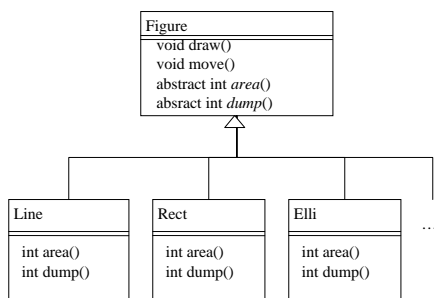 Figure
void draw()
void move()
abstract int area()
absract int dump()
Line
int area()
int dump()
Rect
int area()
int dump()
Elli
int area()
int dump()
...